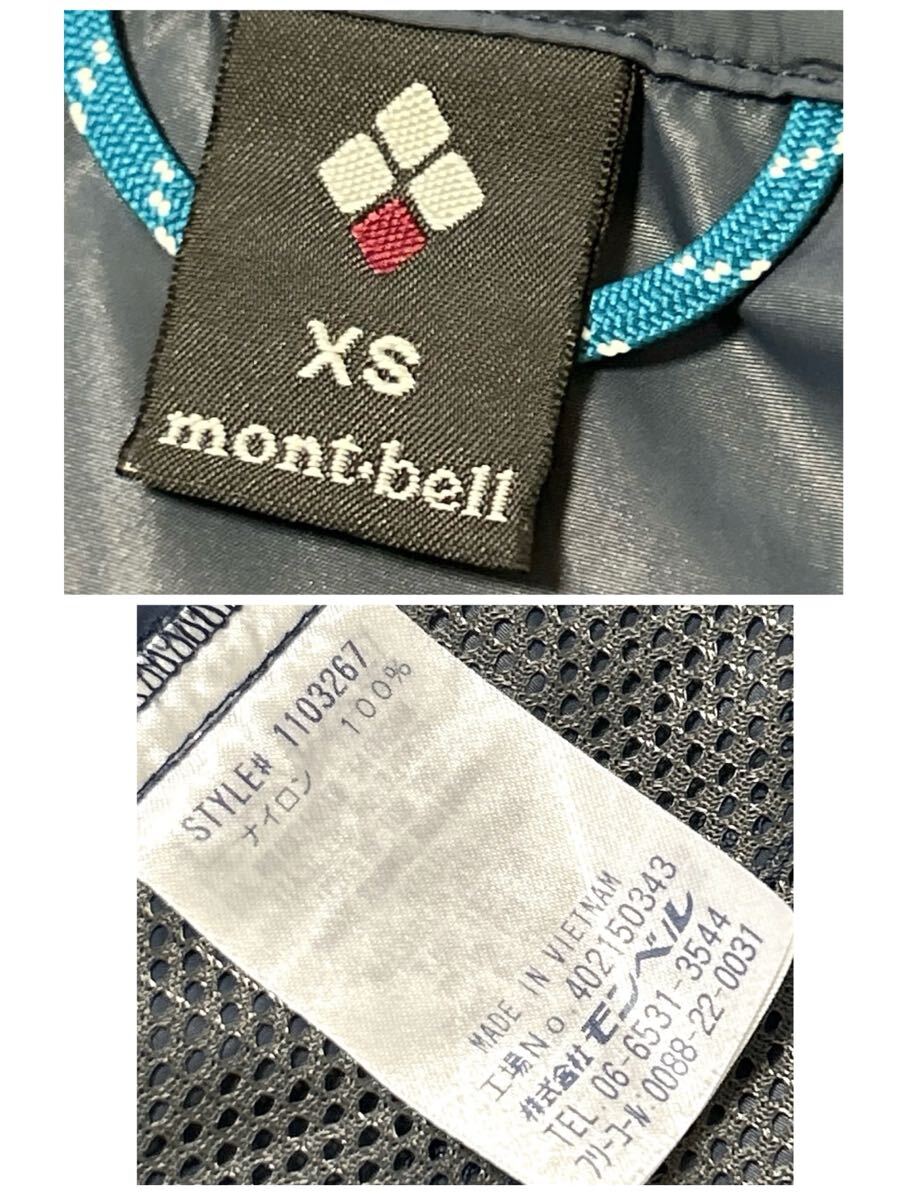 XS
mont·bell
STYLE# 1103267
ナイロン 100%
MADE IN VIETNAM
工場No. 402150343
株式会社 モンベル
TEL: 06-6531-3544
フリーコール:0088-22-0031